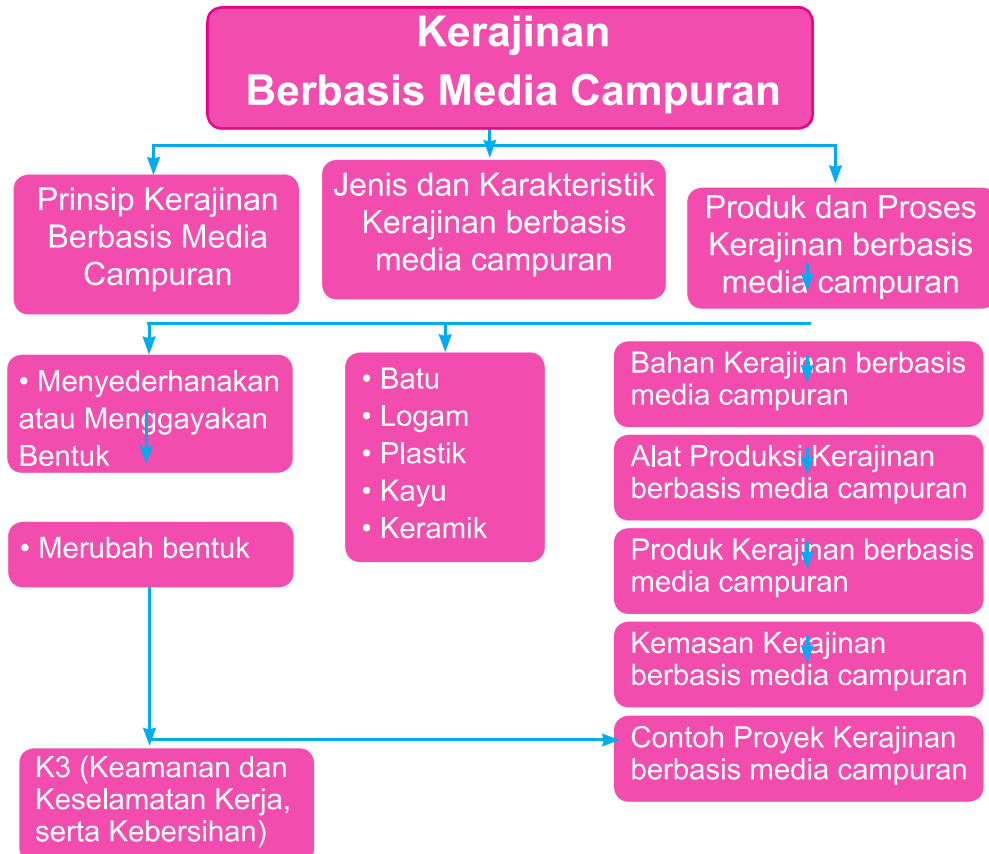 Kerajinan
Berbasis Media Campuran
Prinsip Kerajinan
Berbasis Media
Campuran
Jenis dan Karakteristik
Kerajinan berbasis
media campuran
Produk dan Proses
Kerajinan berbasis
media campuran
• Menyederhanakan
atau Menggayakan
Bentuk
• Merubah bentuk
• Batu
• Logam
• Plastik
• Kayu
• Keramik
Bahan Kerajinan berbasis
media campuran
Alat Produksi Kerajinan
berbasis media campuran
Produk Kerajinan berbasis
media campuran
Kemasan Kerajinan
berbasis media campuran
Contoh Proyek Kerajinan
berbasis media campuran
K3 (Keamanan dan
Keselamatan Kerja,
serta Kebersihan)